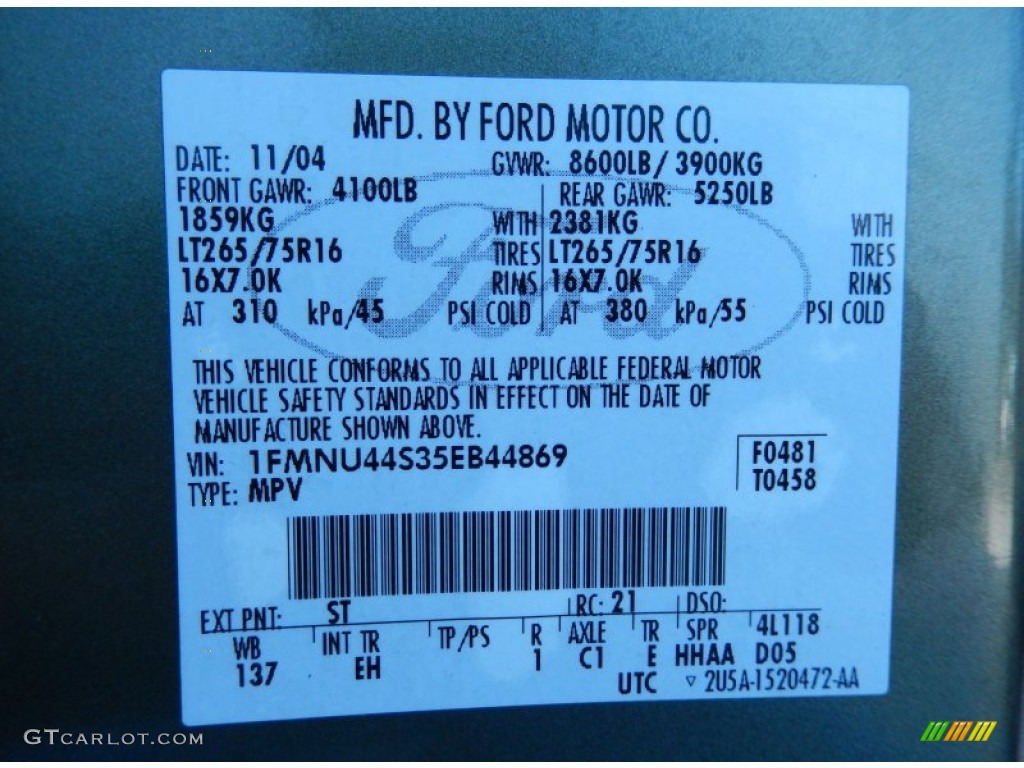 MFD. BY FORD MOTOR CO.
DATE: 11/04 GVWR: 8600LB/ 3900KG
FRONT GAWR: 4100LB REAR GAWR: 5250LB
1859KG WITH 2381KG WITH
LT265/75R16 TIRES LT265/75R16 TIRES
16X7.0K RIMS 16X7.0K RIMS
AT 310 kPa/45 PSI COLD AT 380 kPa/55 PSI COLD
Ford
THIS VEHICLE CONFORMS TO ALL APPLICABLE FEDERAL MOTOR
VEHICLE SAFETY STANDARDS IN EFFECT ON THE DATE OF
MANUFACTURE SHOWN ABOVE.
VIN: 1FMNU44S35EB44869 F0481
TYPE: MPV T0458
EXT PNT: ST RC: 21 DSO:
WB INT TR TP/PS R AXLE TR SPR 4L118
137 EH 1 C1 E HHAA D05
UTC ▽ 2U5A-1520472-AA
GTCARLOT.COM